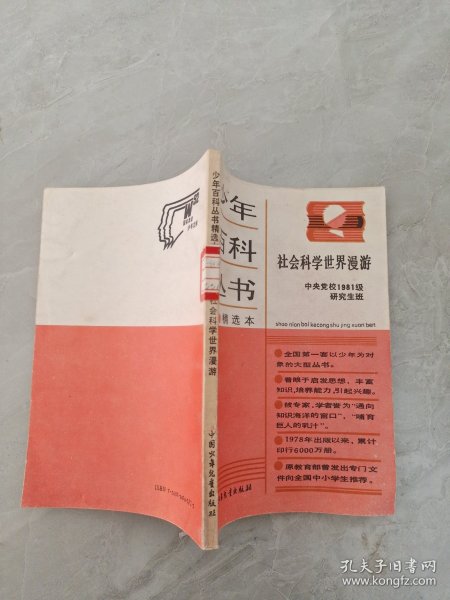 少年百科丛书精选本
社会科学世界漫游
中国少年儿童出版社
少年
百科
丛书
精选本
社会科学世界漫游
中央党校1981级
研究生班
shao nian bai ke cong shu jing xuan ben
全国第一套以少年为对
象的大型丛书。
着眼于启发思想，丰富
知识，培养能力，引起兴趣。
被专家、学者誉为“通向
知识海洋的窗口”，“哺育
巨人的乳汁”。
1978年出版以来，累计
印行6000万册。
原教育部曾发出专门文
件向全国中小学生推荐。
孔夫子旧书网
www.kongfz.com